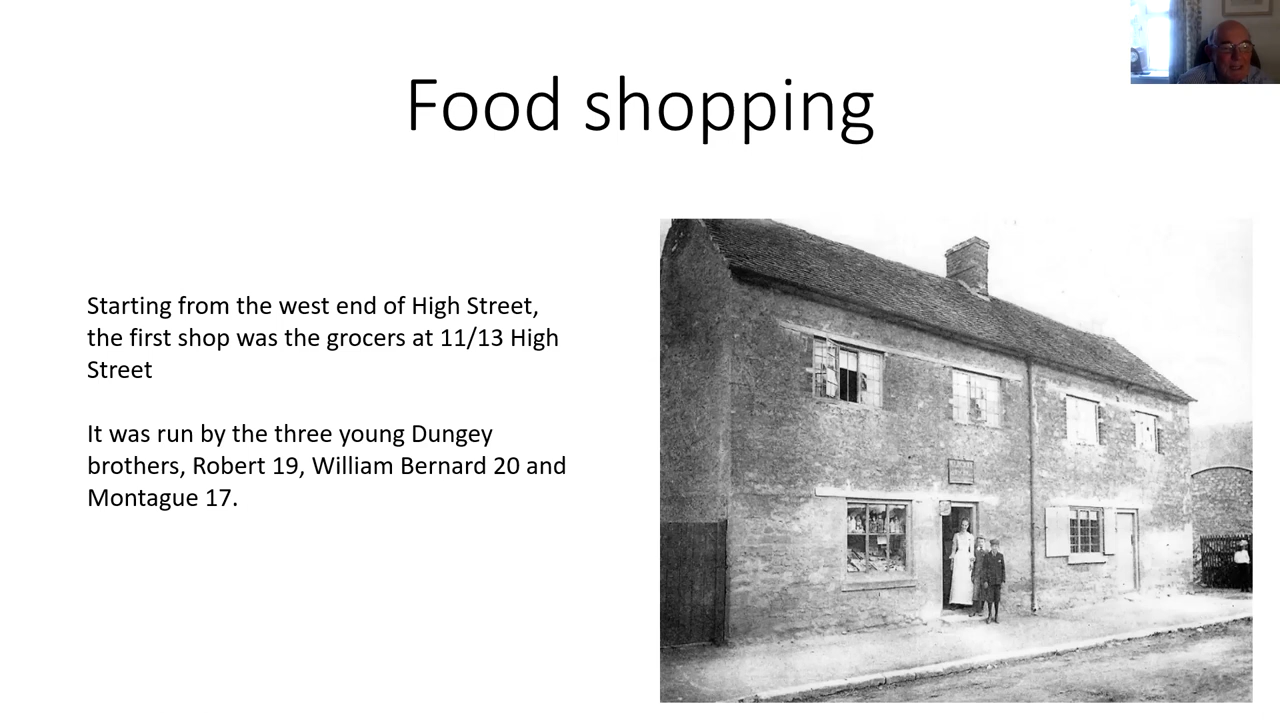 Food shopping
Starting from the west end of High Street,
the first shop was the grocers at 11/13 High
Street
It was run by the three young Dungey
brothers, Robert 19, William Bernard 20 and
Montague 17.